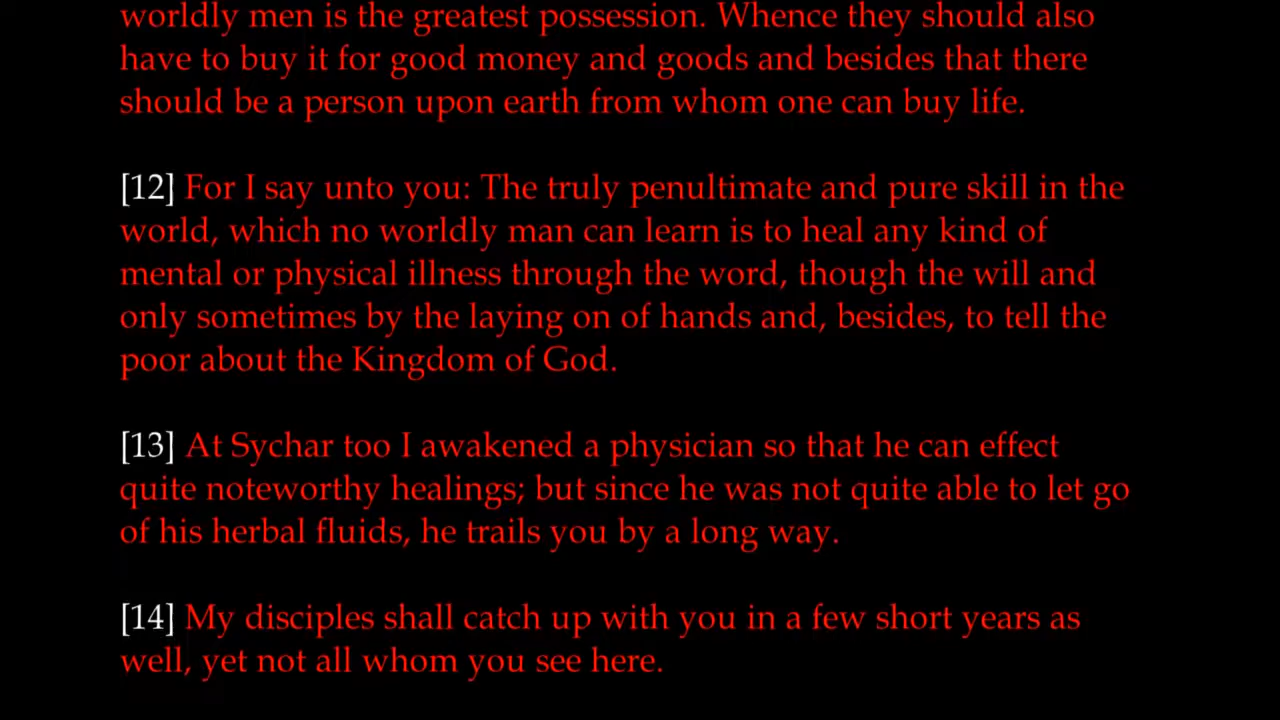 worldly men is the greatest possession. Whence they should also
have to buy it for good money and goods and besides that there
should be a person upon earth from whom one can buy life.
[12] For I say unto you: The truly penultimate and pure skill in the
world, which no worldly man can learn is to heal any kind of
mental or physical illness through the word, though the will and
only sometimes by the laying on of hands and, besides, to tell the
poor about the Kingdom of God.
[13] At Sychar too I awakened a physician so that he can effect
quite noteworthy healings; but since he was not quite able to let go
of his herbal fluids, he trails you by a long way.
[14] My disciples shall catch up with you in a few short years as
well, yet not all whom you see here.